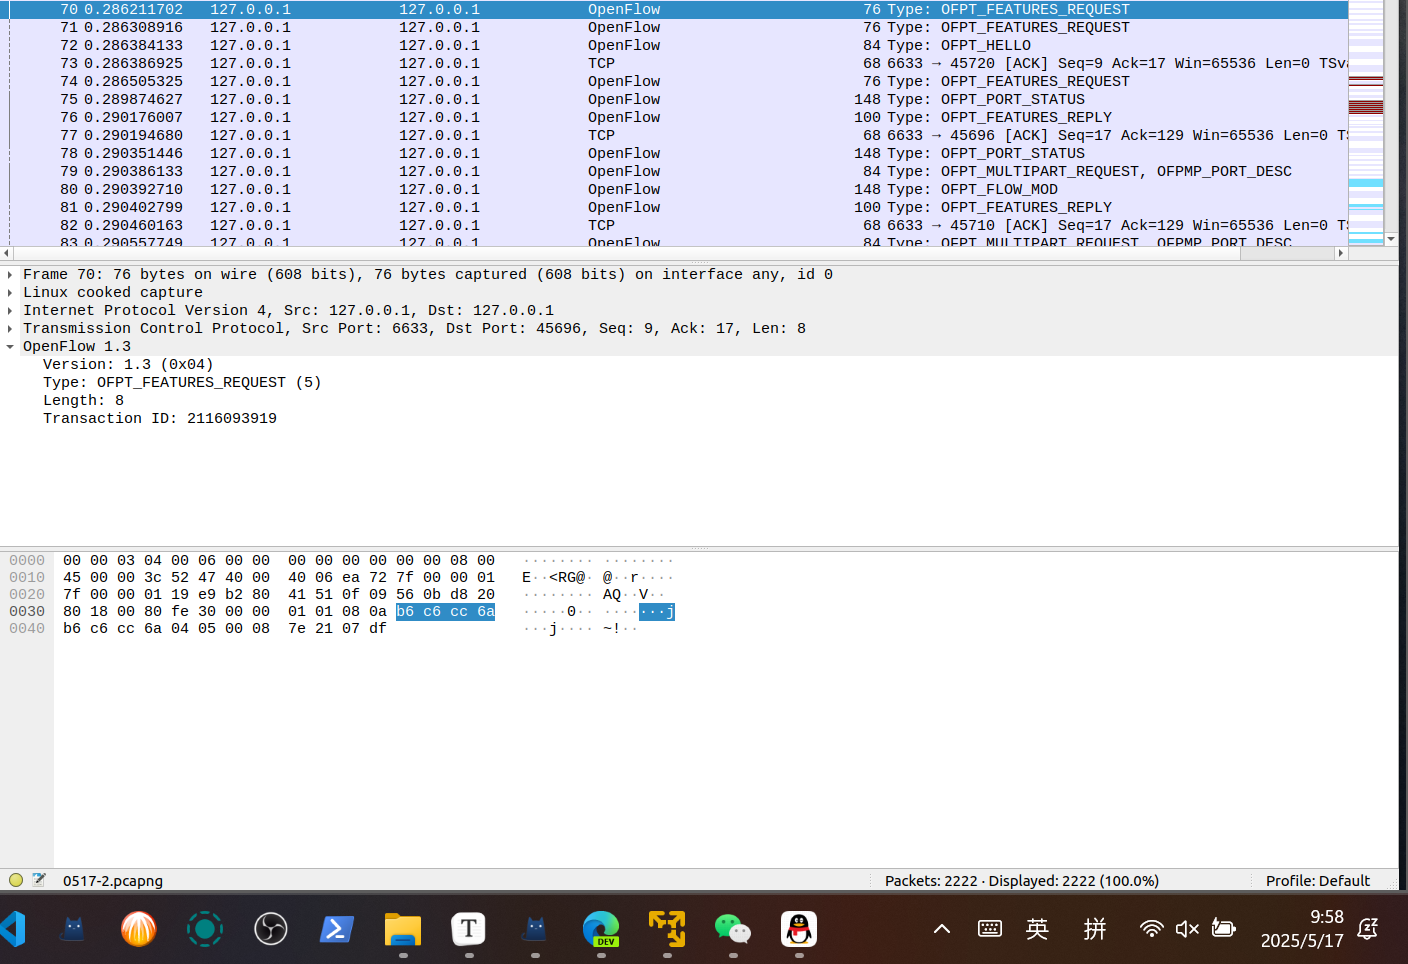 70 0.286211702 127.0.0.1 127.0.0.1 OpenFlow 76 Type: OFPT_FEATURES_REQUEST
71 0.286308916 127.0.0.1 127.0.0.1 OpenFlow 76 Type: OFPT_FEATURES_REQUEST
72 0.286384133 127.0.0.1 127.0.0.1 OpenFlow 84 Type: OFPT_HELLO
73 0.286386925 127.0.0.1 127.0.0.1 TCP 68 6633 → 45720 [ACK] Seq=9 Ack=17 Win=65536 Len=0 TSv
74 0.286505325 127.0.0.1 127.0.0.1 OpenFlow 76 Type: OFPT_FEATURES_REQUEST
75 0.289874627 127.0.0.1 127.0.0.1 OpenFlow 148 Type: OFPT_PORT_STATUS
76 0.290176007 127.0.0.1 127.0.0.1 OpenFlow 100 Type: OFPT_FEATURES_REPLY
77 0.290194680 127.0.0.1 127.0.0.1 TCP 68 6633 → 45696 [ACK] Seq=17 Ack=129 Win=65536 Len=0 TS
78 0.290351446 127.0.0.1 127.0.0.1 OpenFlow 148 Type: OFPT_PORT_STATUS
79 0.290386133 127.0.0.1 127.0.0.1 OpenFlow 84 Type: OFPT_MULTIPART_REQUEST, OFPMP_PORT_DESC
80 0.290392710 127.0.0.1 127.0.0.1 OpenFlow 148 Type: OFPT_FLOW_MOD
81 0.290402799 127.0.0.1 127.0.0.1 OpenFlow 100 Type: OFPT_FEATURES_REPLY
82 0.290460163 127.0.0.1 127.0.0.1 TCP 68 6633 → 45710 [ACK] Seq=17 Ack=129 Win=65536 Len=0 TS
83 0.290557749 127.0.0.1 127.0.0.1 OpenFlow 84 Type: OFPT_MULTIPART_REQUEST, OFPMP_PORT_DESC
Frame 70: 76 bytes on wire (608 bits), 76 bytes captured (608 bits) on interface any, id 0
Linux cooked capture
Internet Protocol Version 4, Src: 127.0.0.1, Dst: 127.0.0.1
Transmission Control Protocol, Src Port: 6633, Dst Port: 45696, Seq: 9, Ack: 17, Len: 8
OpenFlow 1.3
Version: 1.3 (0x04)
Type: OFPT_FEATURES_REQUEST (5)
Length: 8
Transaction ID: 2116093919
0000 00 00 03 04 00 06 00 00 00 00 00 00 00 00 08 00 ········ ········
0010 45 00 00 3c 52 47 40 00 40 06 ea 72 7f 00 00 01 E··<RG@· @··r····
0020 7f 00 00 01 19 e9 b2 80 41 51 0f 09 56 0b d8 20 ········ AQ··V··
0030 80 18 00 80 fe 30 00 00 01 01 08 0a b6 c6 cc 6a ·····0·· ·······j
0040 b6 c6 cc 6a 04 05 00 08 7e 21 07 df ···j···· ~!··
0517-2.pcapng Packets: 2222 · Displayed: 2222 (100.0%) Profile: Default
T DEV 英 拼 9:58
2025/5/17